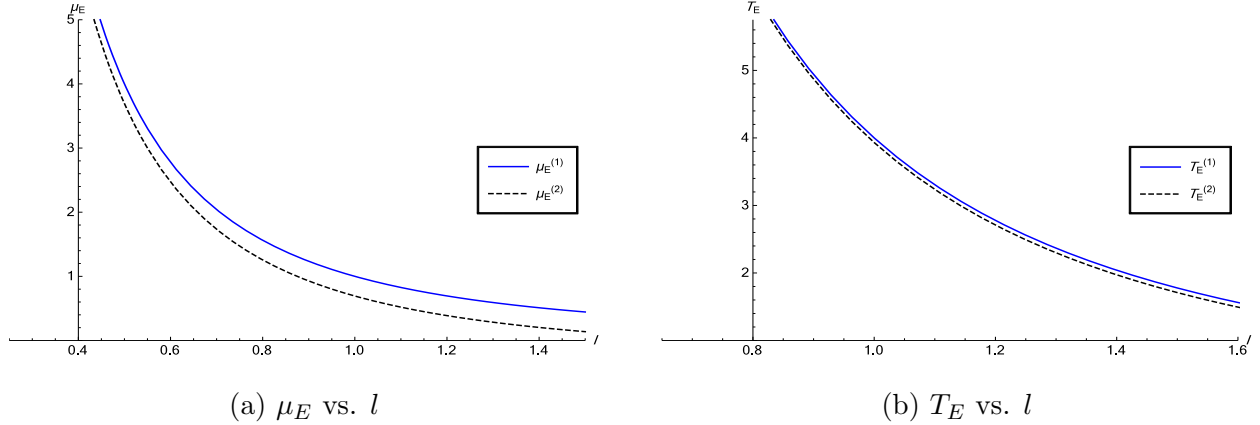 μE
5
4
3
2
1
0.4 0.6 0.8 1.0 1.2 1.4 l
μE(1)
μE(2)
(a) μE vs. l
TE
5
4
3
2
0.8 1.0 1.2 1.4 1.6 l
TE(1)
TE(2)
(b) TE vs. l